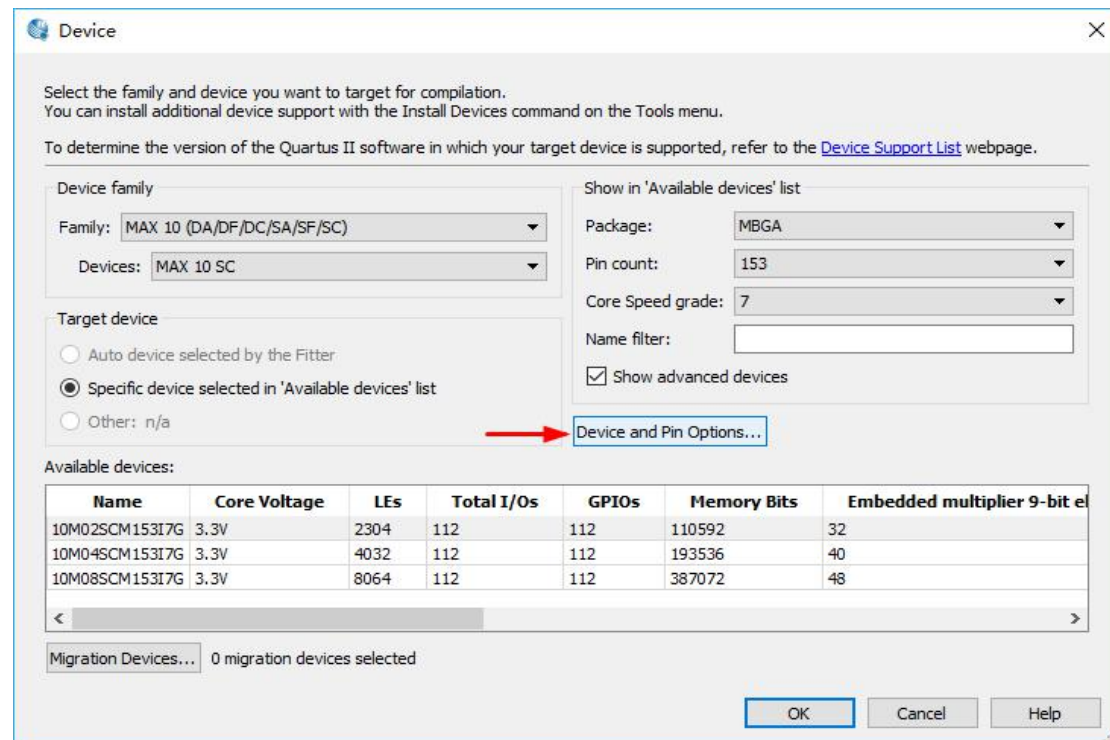 Device
Select the family and device you want to target for compilation.
You can install additional device support with the Install Devices command on the Tools menu.
To determine the version of the Quartus II software in which your target device is supported, refer to the Device Support List webpage.
Device family
Family: MAX 10 (DA/DF/DC/SA/SF/SC)
Devices: MAX 10 SC
Target device
Auto device selected by the Fitter
Specific device selected in 'Available devices' list
Other: n/a
Show in 'Available devices' list
Package: MBGA
Pin count: 153
Core Speed grade: 7
Name filter:
Show advanced devices
Device and Pin Options...
Available devices:
Name Core Voltage LEs Total I/Os GPIOs Memory Bits Embedded multiplier 9-bit el
10M02SCM153I7G 3.3V 2304 112 112 110592 32
10M04SCM153I7G 3.3V 4032 112 112 193536 40
10M08SCM153I7G 3.3V 8064 112 112 387072 48
Migration Devices... 0 migration devices selected
OK Cancel Help